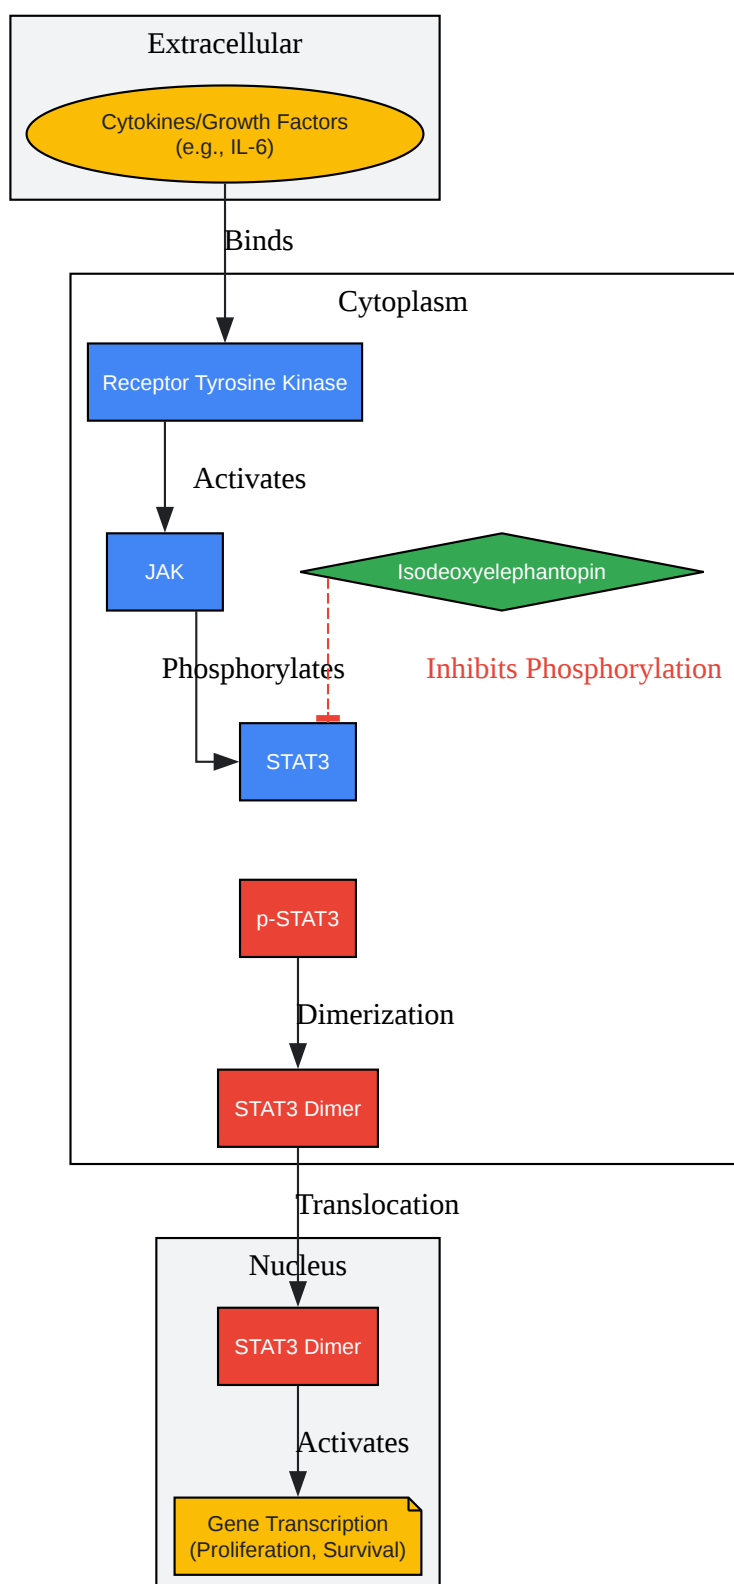 Extracellular
Cytokines/Growth Factors
(e.g., IL-6)
Binds
Cytoplasm
Receptor Tyrosine Kinase
Activates
JAK
Isodeoxyelephantopin
Phosphorylates
Inhibits Phosphorylation
STAT3
p-STAT3
Dimerization
STAT3 Dimer
Translocation
Nucleus
STAT3 Dimer
Activates
Gene Transcription
(Proliferation, Survival)